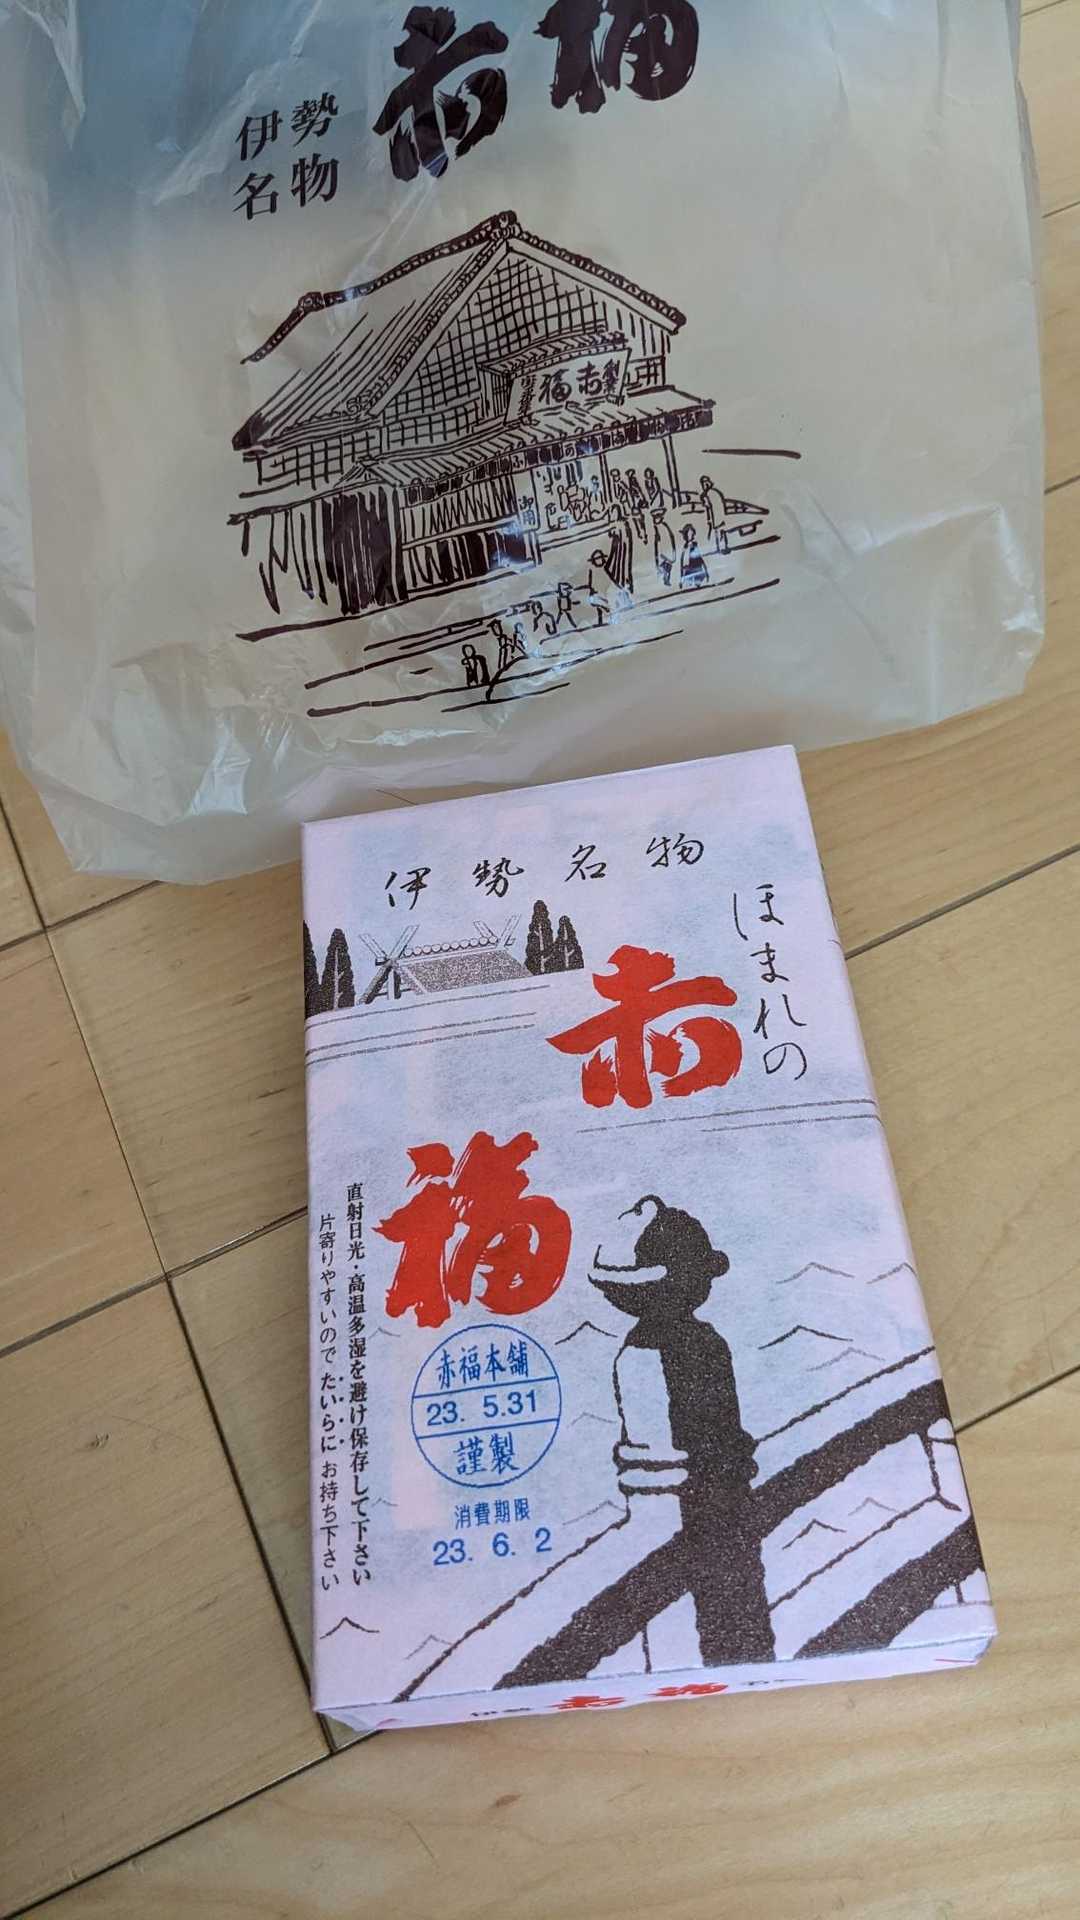 赤福
伊勢
名物
赤福
伊勢名物
ほまれの
赤
福
直射日光・高温多湿を避け保存して下さい
片寄りやすいので たいらに お持ち下さい
赤福本舗
23. 5.31
謹製
消費期限
23. 6. 2
伊勢 赤福 名